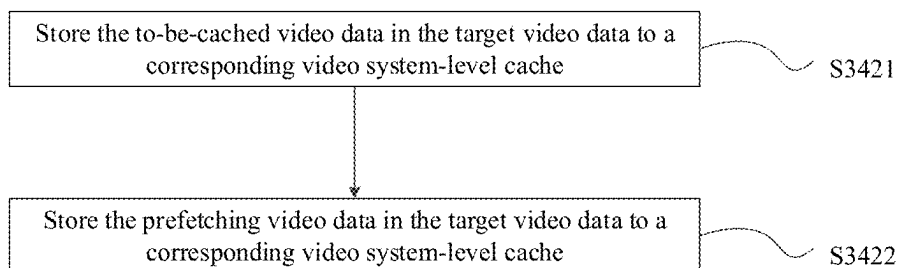 Store the to-be-cached video data in the target video data to a
corresponding video system-level cache
S3421
Store the prefetching video data in the target video data to a
corresponding video system-level cache
S3422